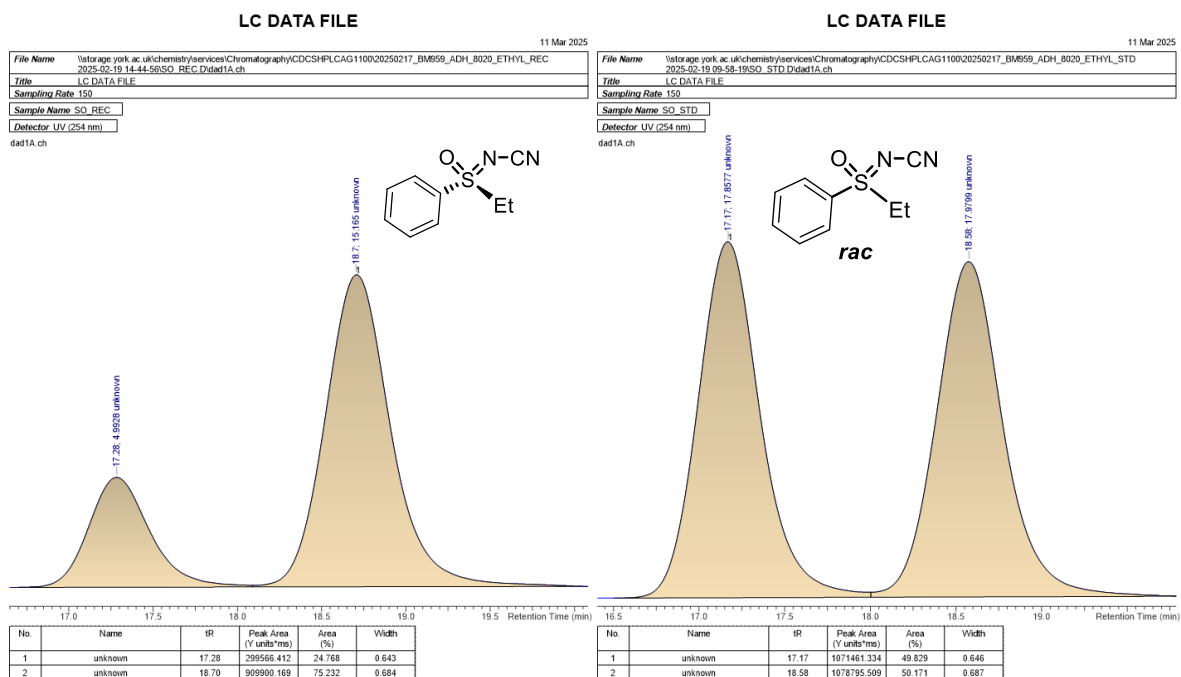 LC DATA FILE
11 Mar 2025
File Name \\storage.york.ac.uk\chemistry\services\Chromatography\CDCSHPLCAG1100\20250217_BM959_ADH_8020_ETHYL_REC
2025-02-19 14-44-56\SO_REC.D\dad1A.ch
Title LC DATA FILE
Sampling Rate 150
Sample Name SO_REC
Detector UV (254 nm)
dad1A.ch
17.28; 4.9928 unknown
18.7; 15.165 unknown
O N CN
S
Et
17.0 17.5 18.0 18.5 19.0 19.5 Retention Time (min)
No. Name tR Peak Area (Y units*ms) Area (%) Width
1 unknown 17.28 299566.412 24.768 0.643
2 unknown 18.70 909900.169 75.232 0.684
LC DATA FILE
11 Mar 2025
File Name \\storage.york.ac.uk\chemistry\services\Chromatography\CDCSHPLCAG1100\20250217_BM959_ADH_8020_ETHYL_STD
2025-02-19 09-58-19\SO_STD.D\dad1A.ch
Title LC DATA FILE
Sampling Rate 150
Sample Name SO_STD
Detector UV (254 nm)
dad1A.ch
17.17; 17.8577 unknown
18.58; 17.9799 unknown
O N CN
S
Et
rac
16.5 17.0 17.5 18.0 18.5 19.0 Retention Time (min)
No. Name tR Peak Area (Y units*ms) Area (%) Width
1 unknown 17.17 1071461.334 49.829 0.646
2 unknown 18.58 1078795.509 50.171 0.687